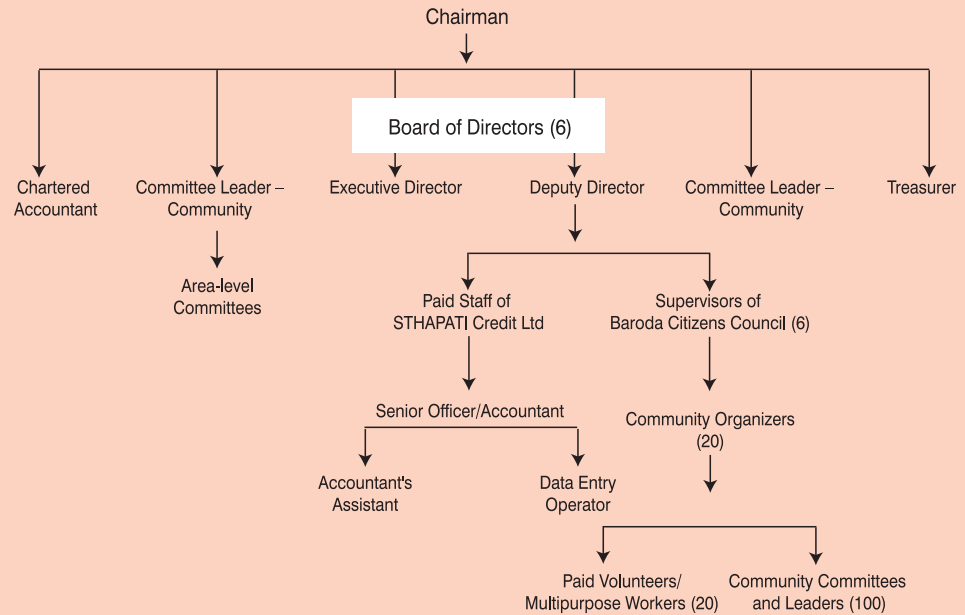 Chairman
Board of Directors (6)
Chartered
Accountant
Committee Leader –
Community
Executive Director
Deputy Director
Committee Leader –
Community
Treasurer
Area-level
Committees
Paid Staff of
STHAPATI Credit Ltd
Supervisors of
Baroda Citizens Council (6)
Senior Officer/Accountant
Community Organizers
(20)
Accountant's
Assistant
Data Entry
Operator
Paid Volunteers/
Multipurpose Workers (20)
Community Committees
and Leaders (100)